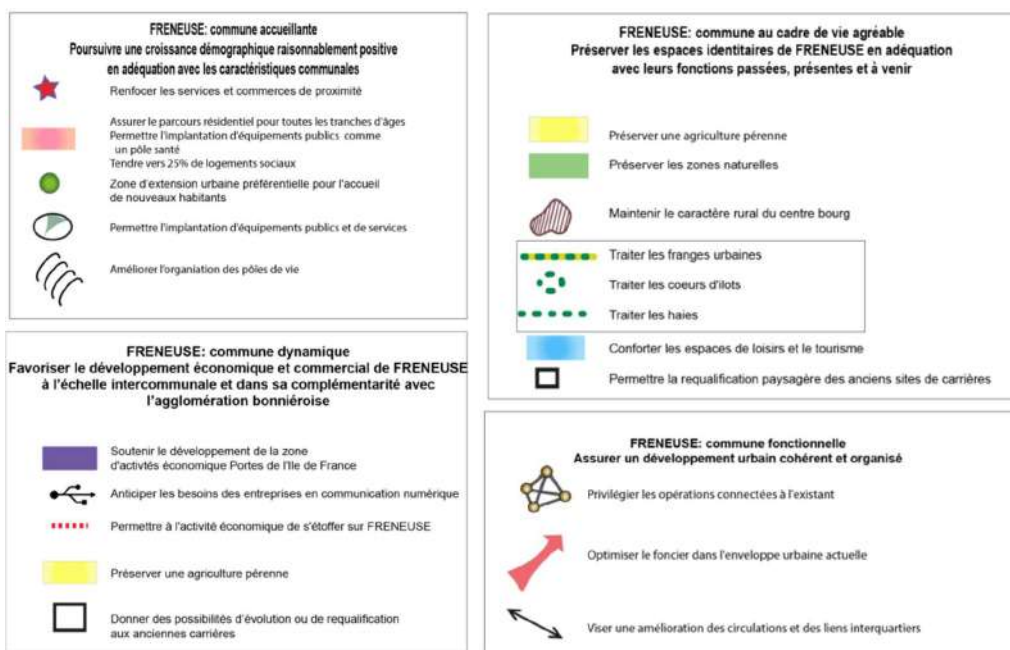 FRENEUSE: commune accueillante
Poursuivre une croissance démographique raisonnablement positive
en adéquation avec les caractéristiques communales
Renfocer les services et commerces de proximité
Assurer le parcours résidentiel pour toutes les tranches d'âges
Permettre l'implantation d'équipements publics comme
un pôle santé
Tendre vers 25% de logements sociaux
Zone d'extension urbaine préférentielle pour l'accueil
de nouveaux habitants
Permettre l'implantation d'équipements publics et de services
Améliorer l'organiation des pôles de vie
FRENEUSE: commune dynamique
Favoriser le développement économique et commercial de FRENEUSE
à l'échelle intercommunale et dans sa complémentarité avec
l'agglomération bonniéroise
Soutenir le développement de la zone
d'activtés économique Portes de l'Ile de France
Anticiper les besoins des entreprises en communication numérique
Permettre à l'activité économique de s'étoffer sur FRENEUSE
Préserver une agriculture pérenne
Donner des possibilités d'évolution ou de requalification
aux anciennes carrières
FRENEUSE: commune au cadre de vie agréable
Préserver les espaces identitaires de FRENEUSE en adéquation
avec leurs fonctions passées, présentes et à venir
Préserver une agriculture pérenne
Préserver les zones naturelles
Maintenir le caractère rural du centre bourg
Traiter les franges urbaines
Traiter les coeurs d'ilots
Traiter les haies
Conforter les espaces de loisirs et le tourisme
Permettre la requalification paysagère des anciens sites de carrières
FRENEUSE: commune fonctionnelle
Assurer un développement urbain cohérent et organisé
Privilégier les opérations connectées à l'existant
Optimiser le foncier dans l'enveloppe urbaine actuelle
Viser une amélioration des circulations et des liens interquartiers